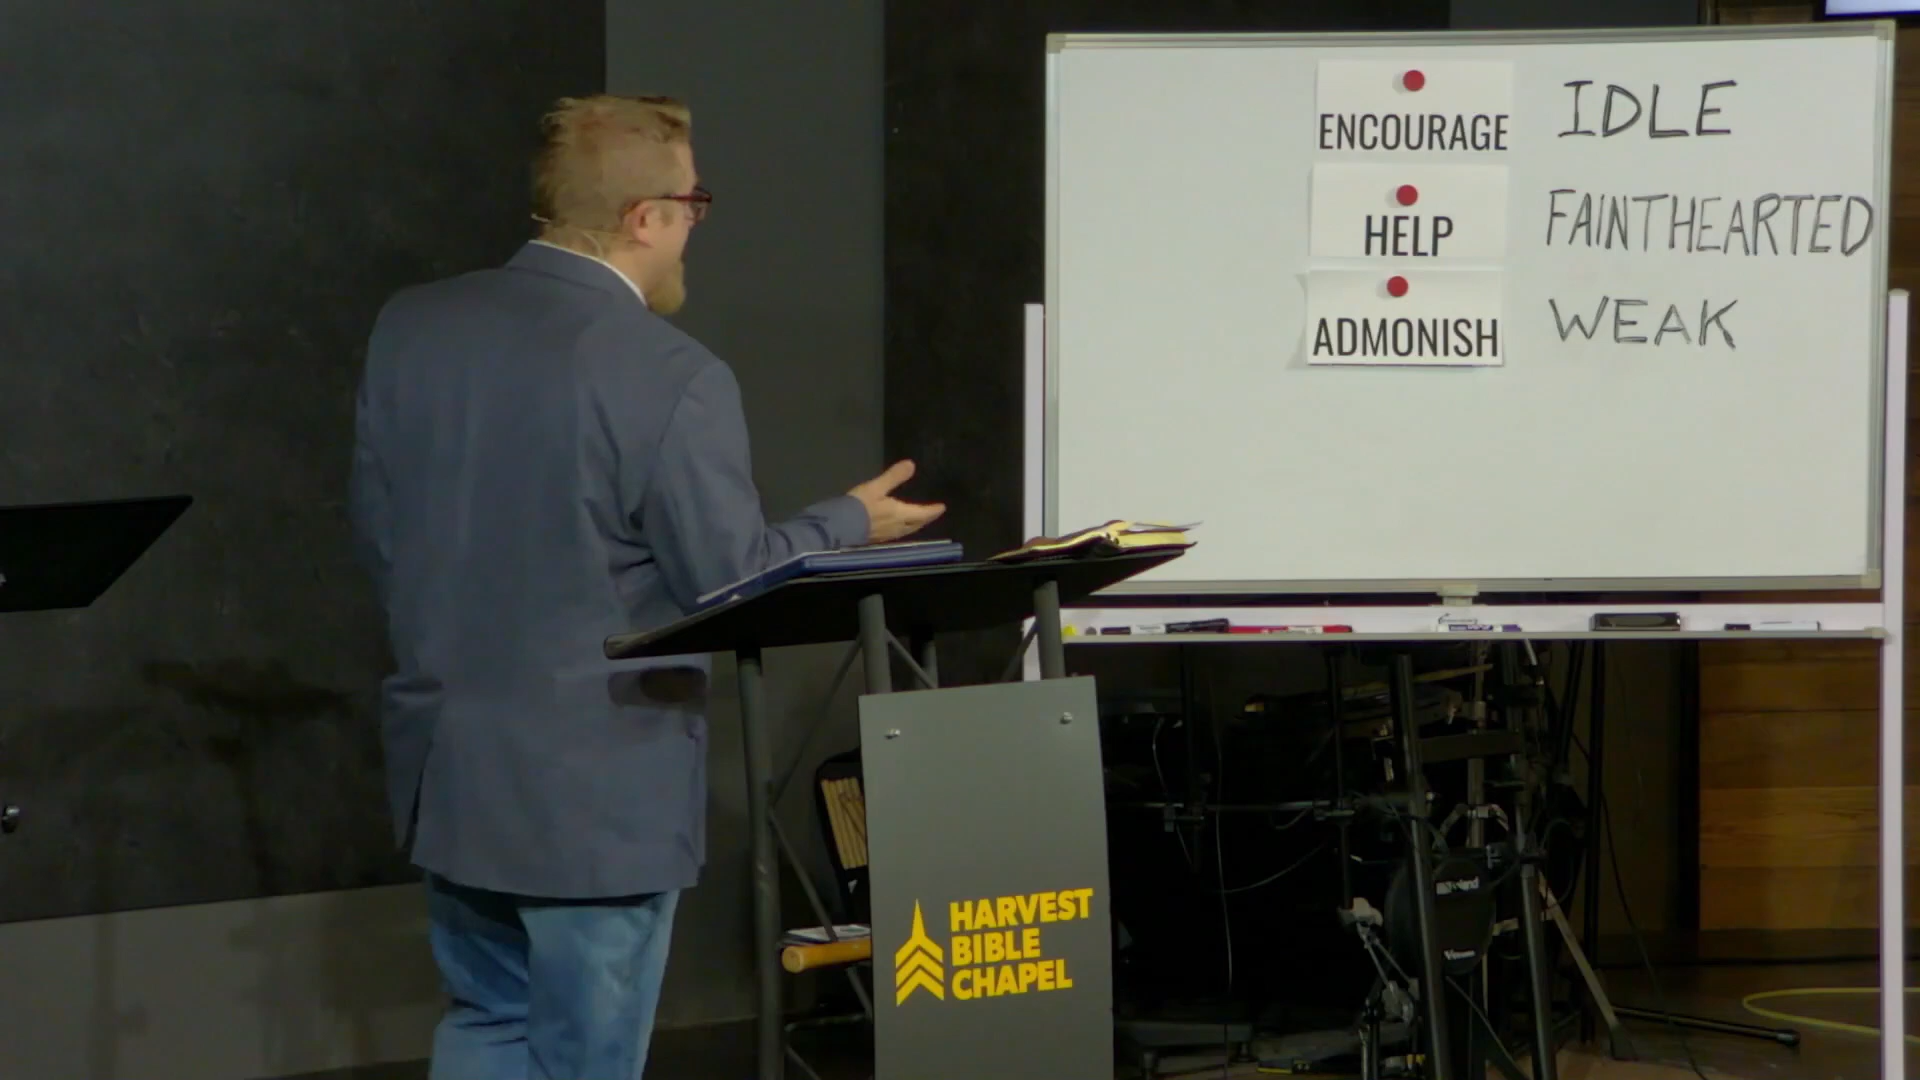 ENCOURAGE IDLE
HELP FAINTHEARTED
ADMONISH WEAK
HARVEST
BIBLE
CHAPEL